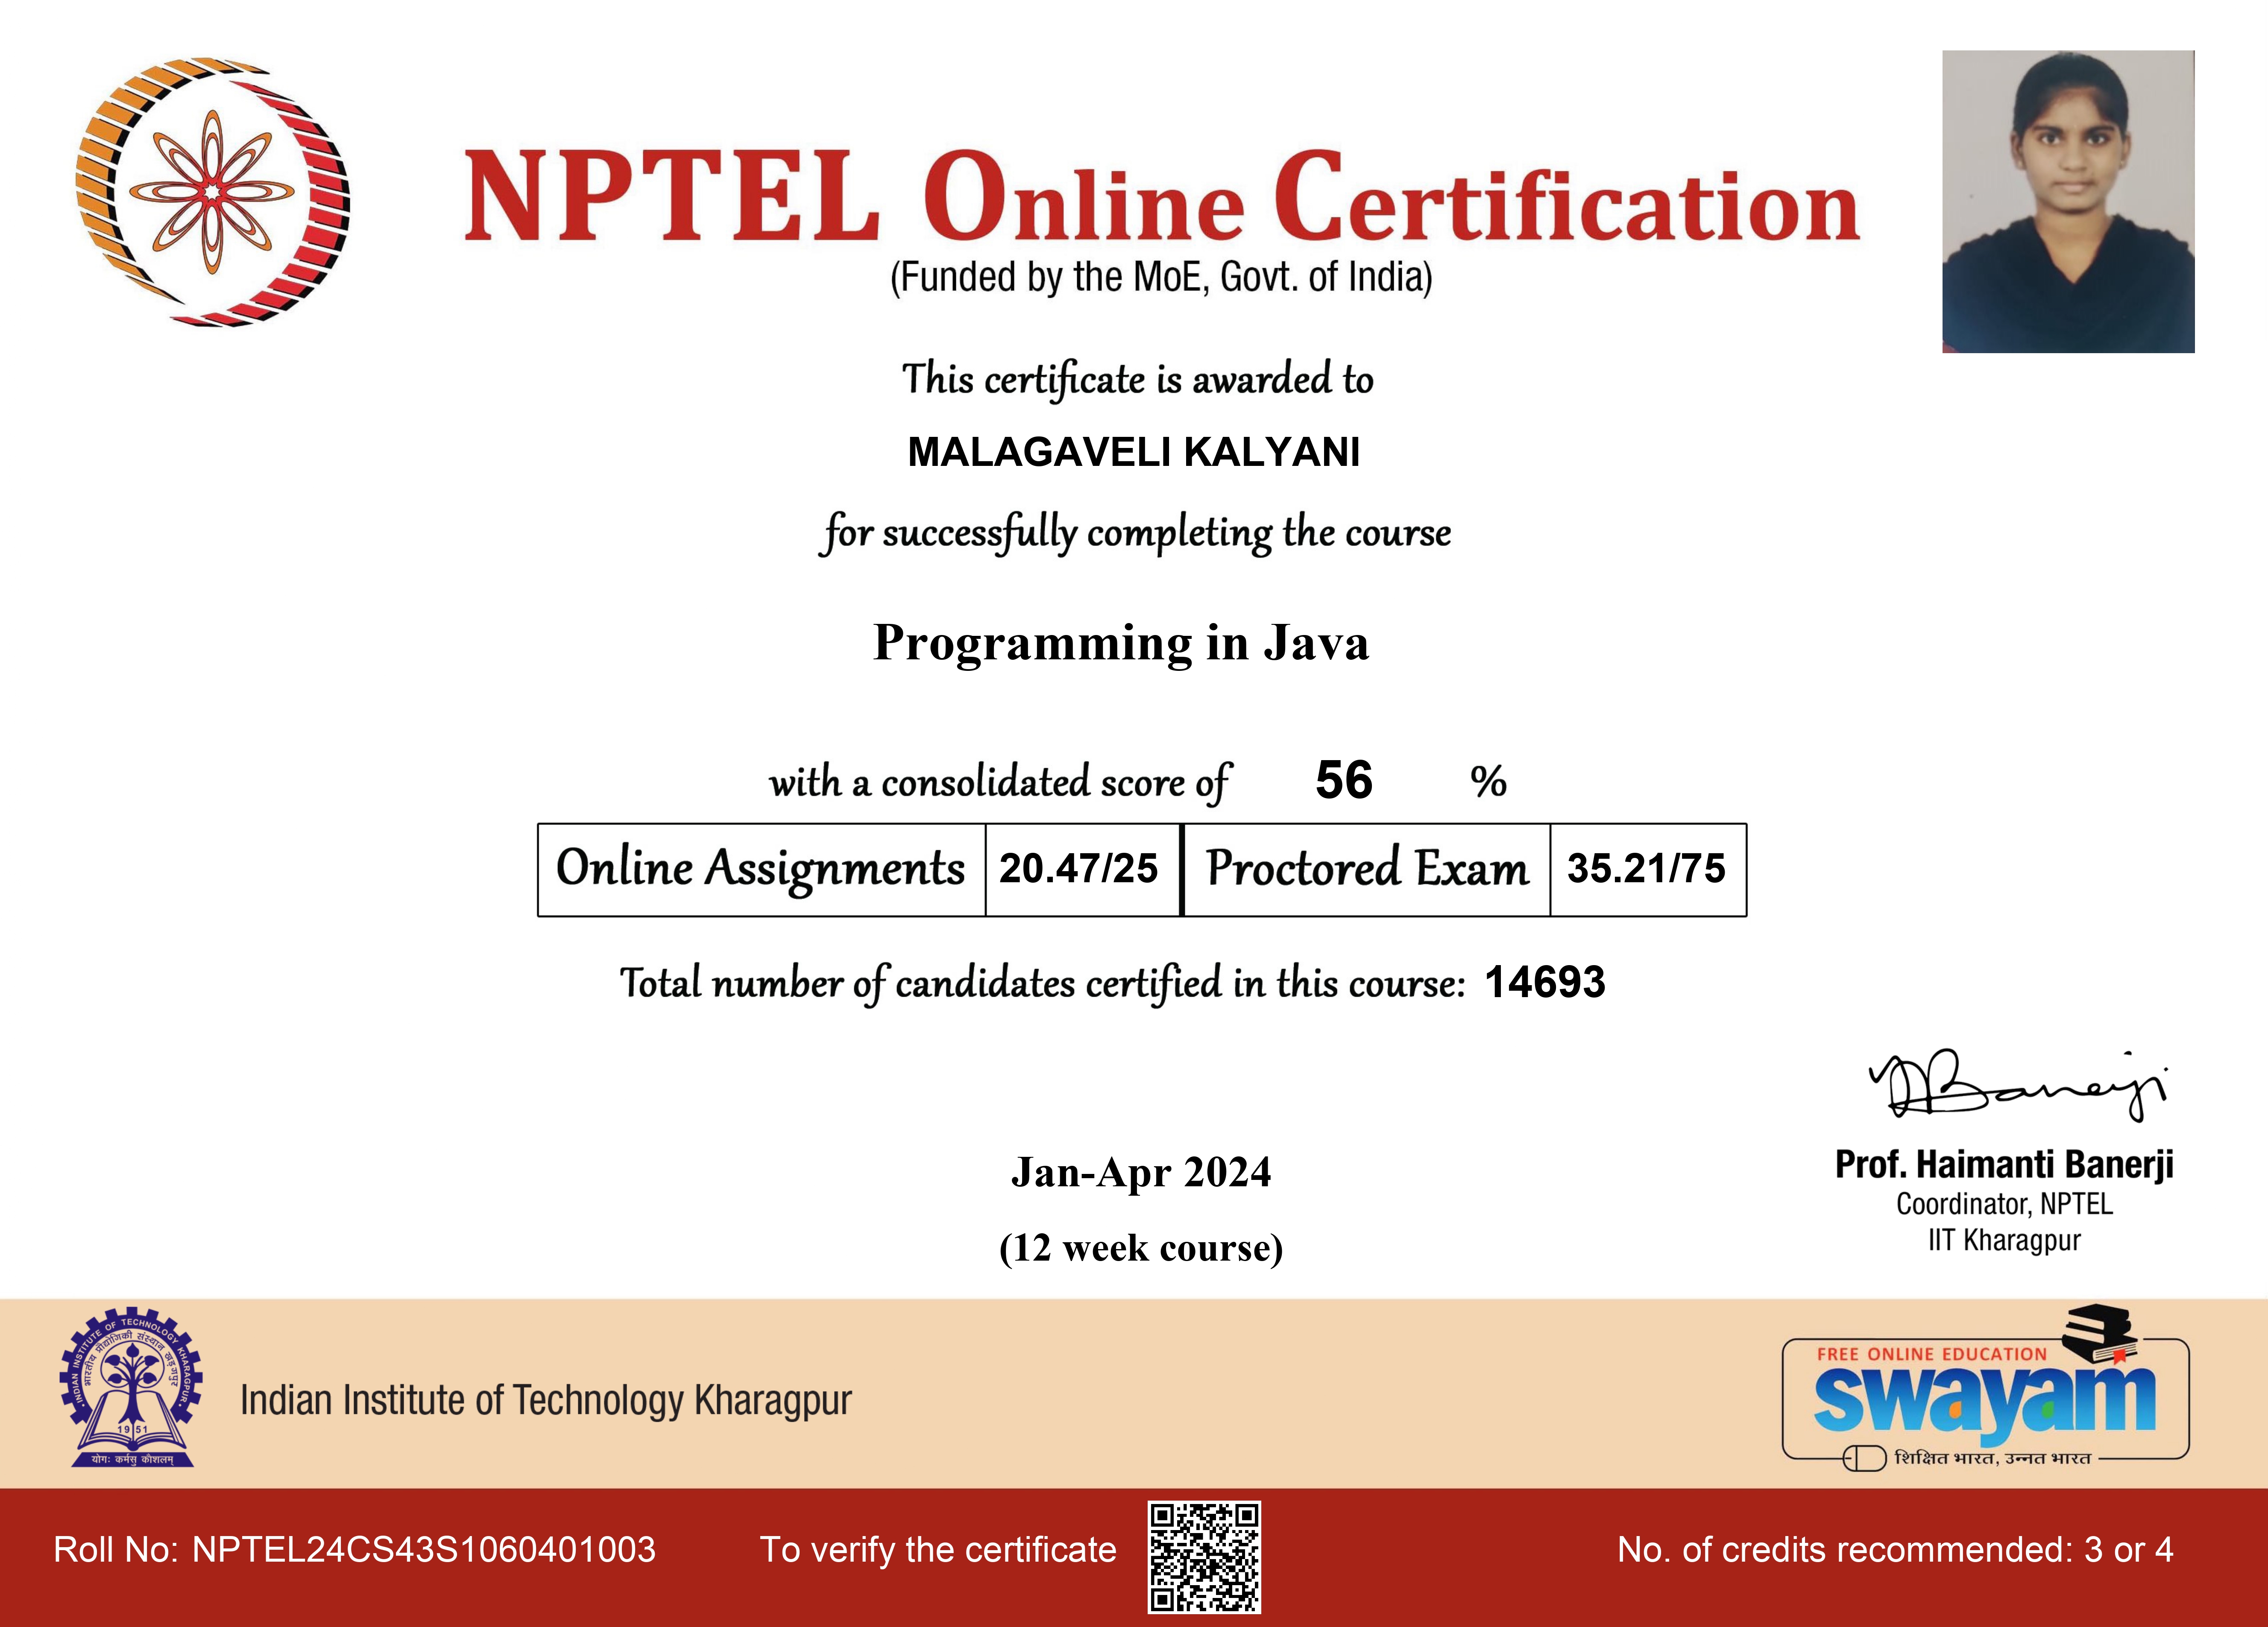 NPTEL Online Certification
(Funded by the MoE, Govt. of India)
This certificate is awarded to
MALAGAVELI KALYANI
for successfully completing the course
Programming in Java
with a consolidated score of 56 %
Online Assignments 20.47/25 Proctored Exam 35.21/75
Total number of candidates certified in this course: 14693
Banerji
Jan-Apr 2024
(12 week course)
Prof. Haimanti Banerji
Coordinator, NPTEL
IIT Kharagpur
INDIAN INSTITUTE OF TECHNOLOGY KHARAGPUR
भारतीय प्रौद्योगिकी संस्थान खड़गपुर
1951
योगः कर्मसु कौशलम्
Indian Institute of Technology Kharagpur
FREE ONLINE EDUCATION
swayam
शिक्षित भारत, उन्नत भारत
Roll No: NPTEL24CS43S1060401003 To verify the certificate No. of credits recommended: 3 or 4